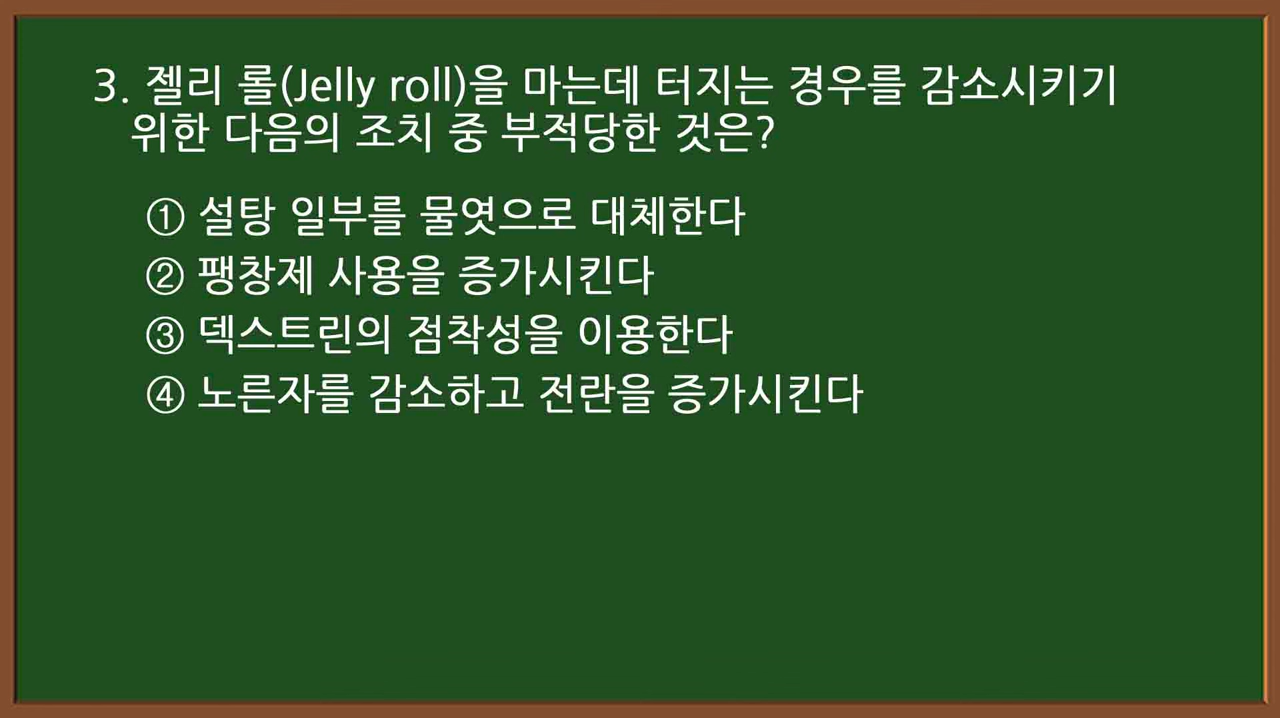 3. 젤리 롤(Jelly roll)을 마는데 터지는 경우를 감소시키기
위한 다음의 조치 중 부적당한 것은?
① 설탕 일부를 물엿으로 대체한다
② 팽창제 사용을 증가시킨다
③ 덱스트린의 점착성을 이용한다
④ 노른자를 감소하고 전란을 증가시킨다